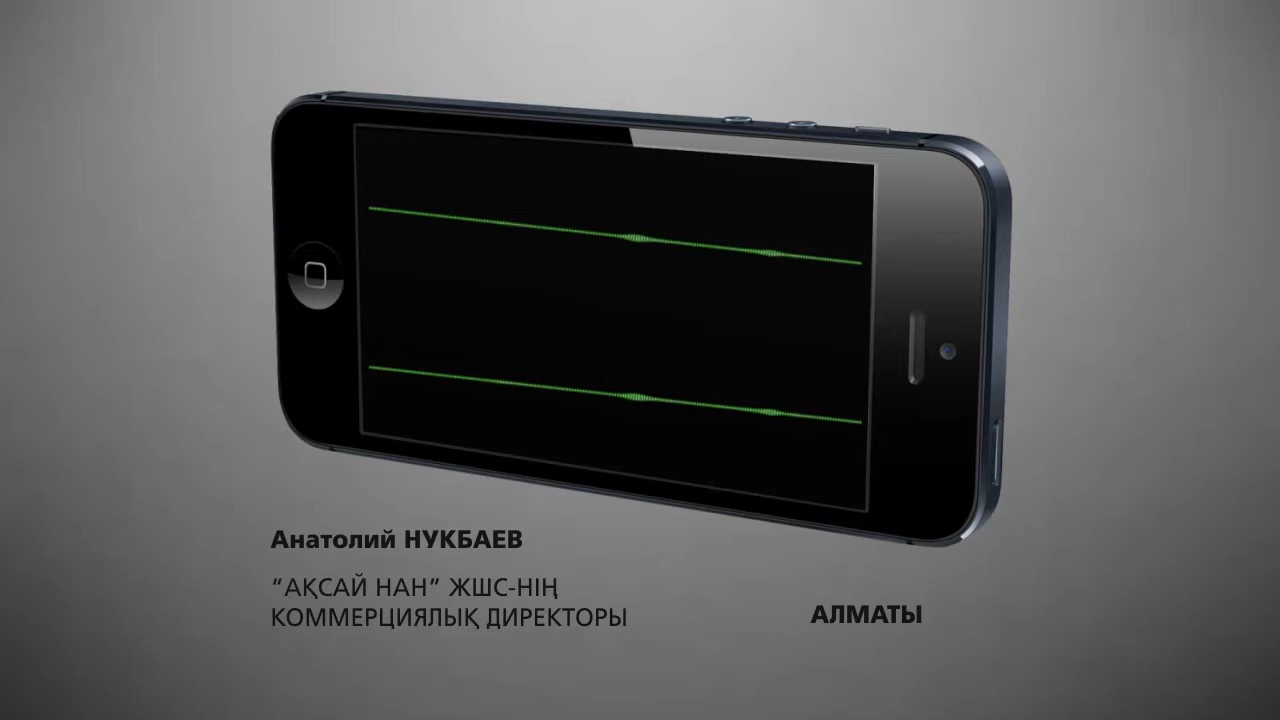 Анатолий НУКБАЕВ
“АҚСАЙ НАН” ЖШС-НІҢ
КОММЕРЦИЯЛЫҚ ДИРЕКТОРЫ
АЛМАТЫ